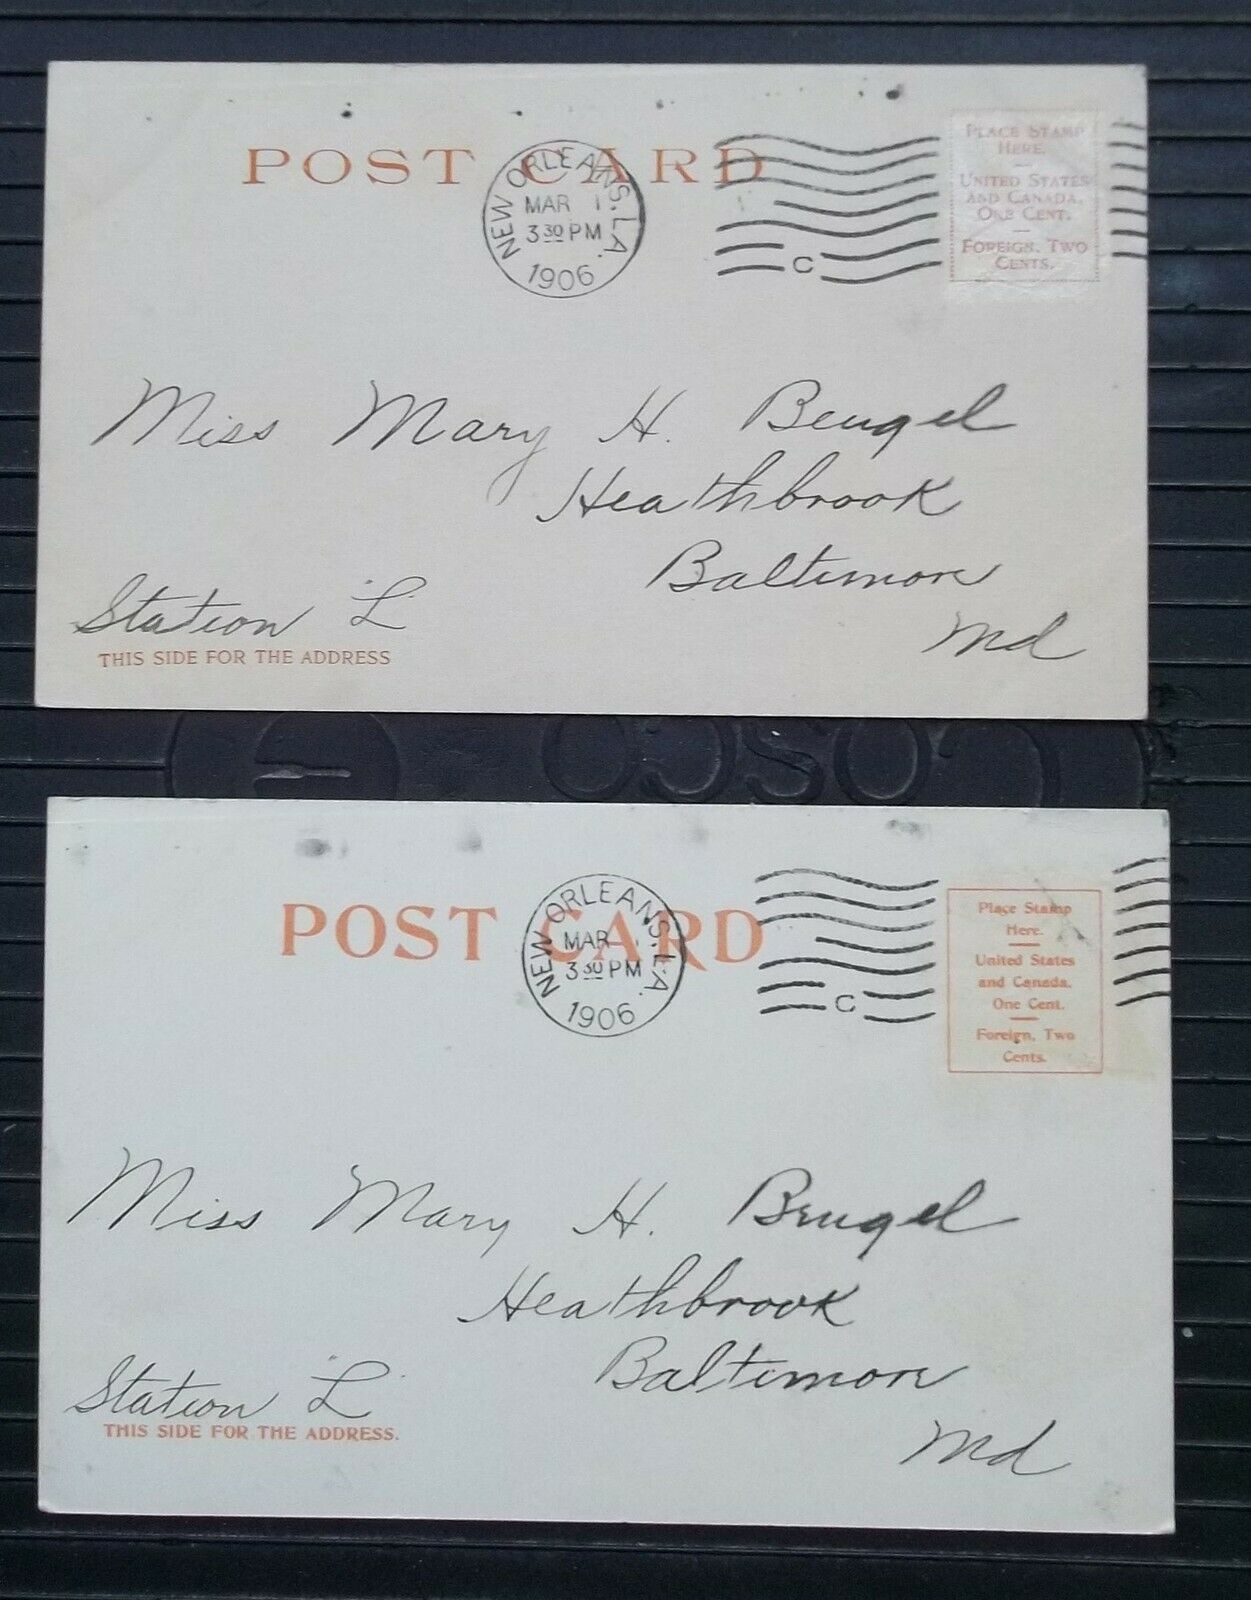 POST CARD
NEW ORLEANS, LA.
MAR 1
3 30 PM
1906
C
PLACE STAMP
HERE.
UNITED STATES
AND CANADA,
ONE CENT.
FOREIGN, TWO
CENTS.
Miss Mary H. Beugel
Heathbrook
Baltimore
Station "L"
Md
THIS SIDE FOR THE ADDRESS
COSCO
POST CARD
NEW ORLEANS, LA.
MAR
3 30 PM
1906
C
Place Stamp
Here.
United States
and Canada,
One Cent.
Foreign, Two
Cents.
Miss Mary H. Beugel
Heathbrook
Baltimore
Station "L"
THIS SIDE FOR THE ADDRESS.
Md